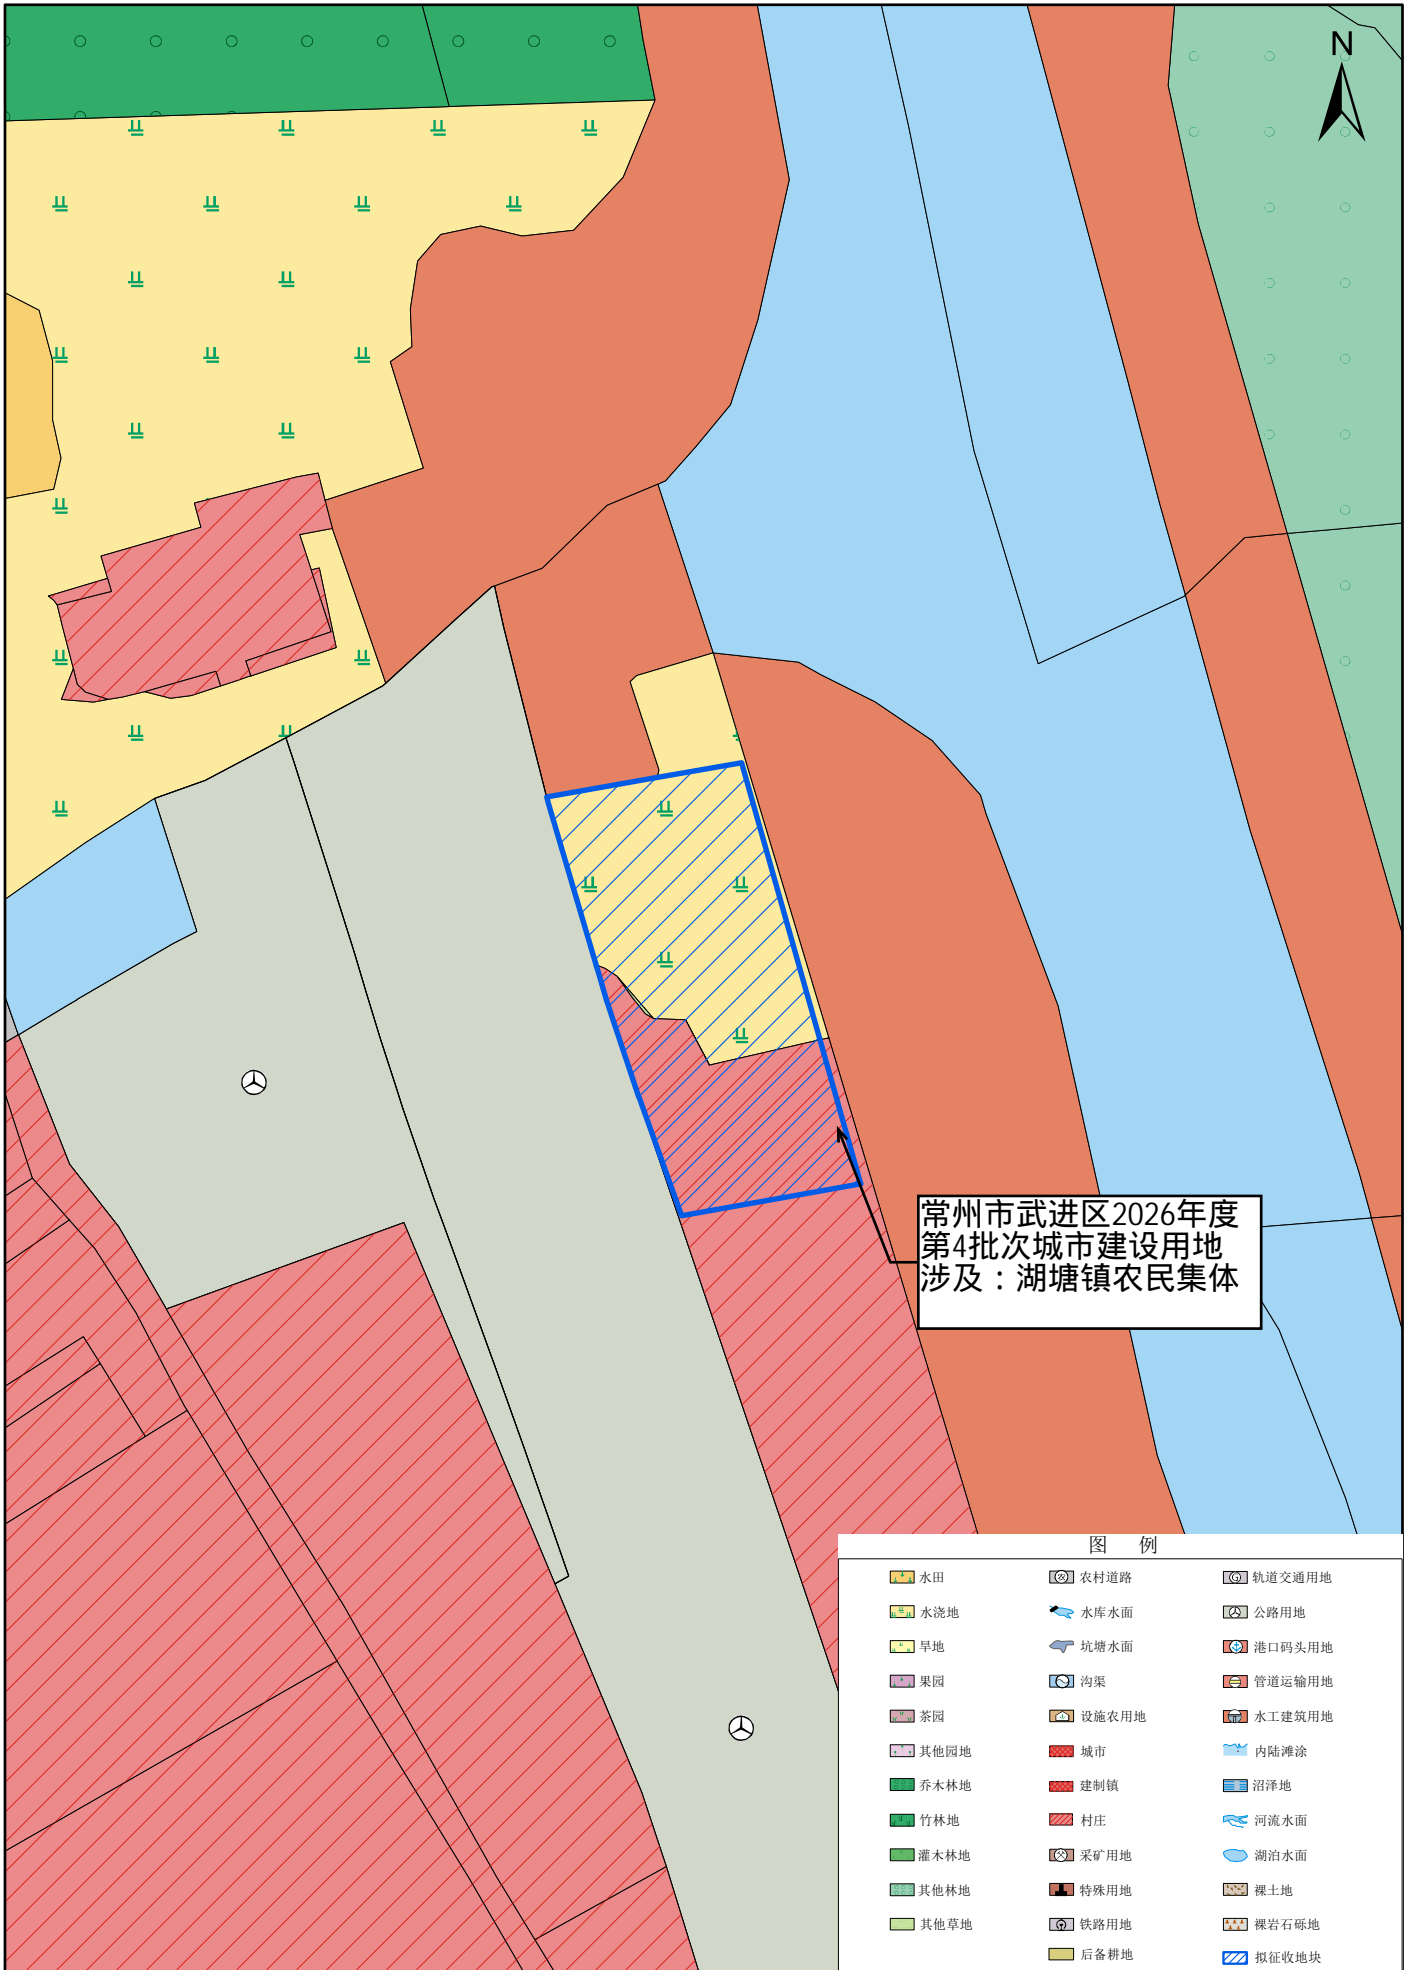 N
常州市武进区2026年度
第4批次城市建设用地
涉及：湖塘镇农民集体
图 例
水田 农村道路 轨道交通用地
水浇地 水库水面 公路用地
旱地 坑塘水面 港口码头用地
果园 沟渠 管道运输用地
茶园 设施农用地 水工建筑用地
其他园地 城市 内陆滩涂
乔木林地 建制镇 沼泽地
竹林地 村庄 河流水面
灌木林地 采矿用地 湖泊水面
其他林地 特殊用地 裸土地
其他草地 铁路用地 裸岩石砾地
后备耕地 拟征收地块